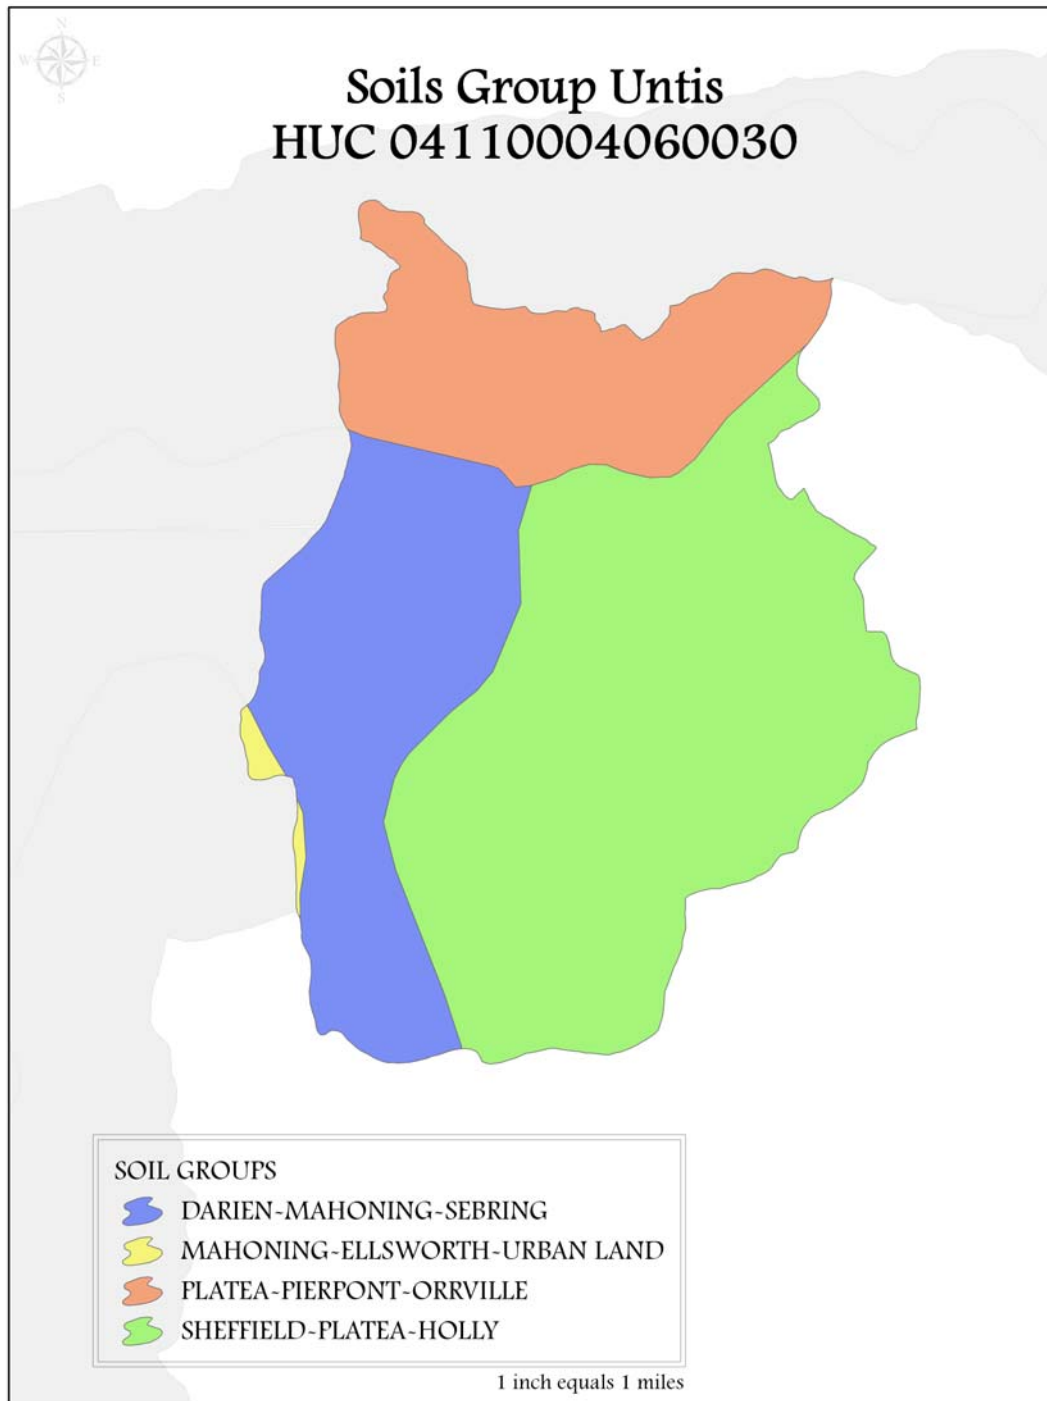 N
W E
S
Soils Group Untis
HUC 04110004060030
SOIL GROUPS
DARIEN-MAHONING-SEBRING
MAHONING-ELLSWORTH-URBAN LAND
PLATEA-PIERPONT-ORRVILLE
SHEFFIELD-PLATEA-HOLLY
1 inch equals 1 miles